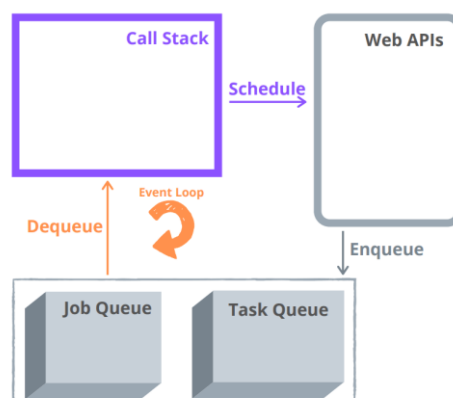 Call Stack
Web APIs
Schedule
Event Loop
Dequeue
Enqueue
Job Queue
Task Queue